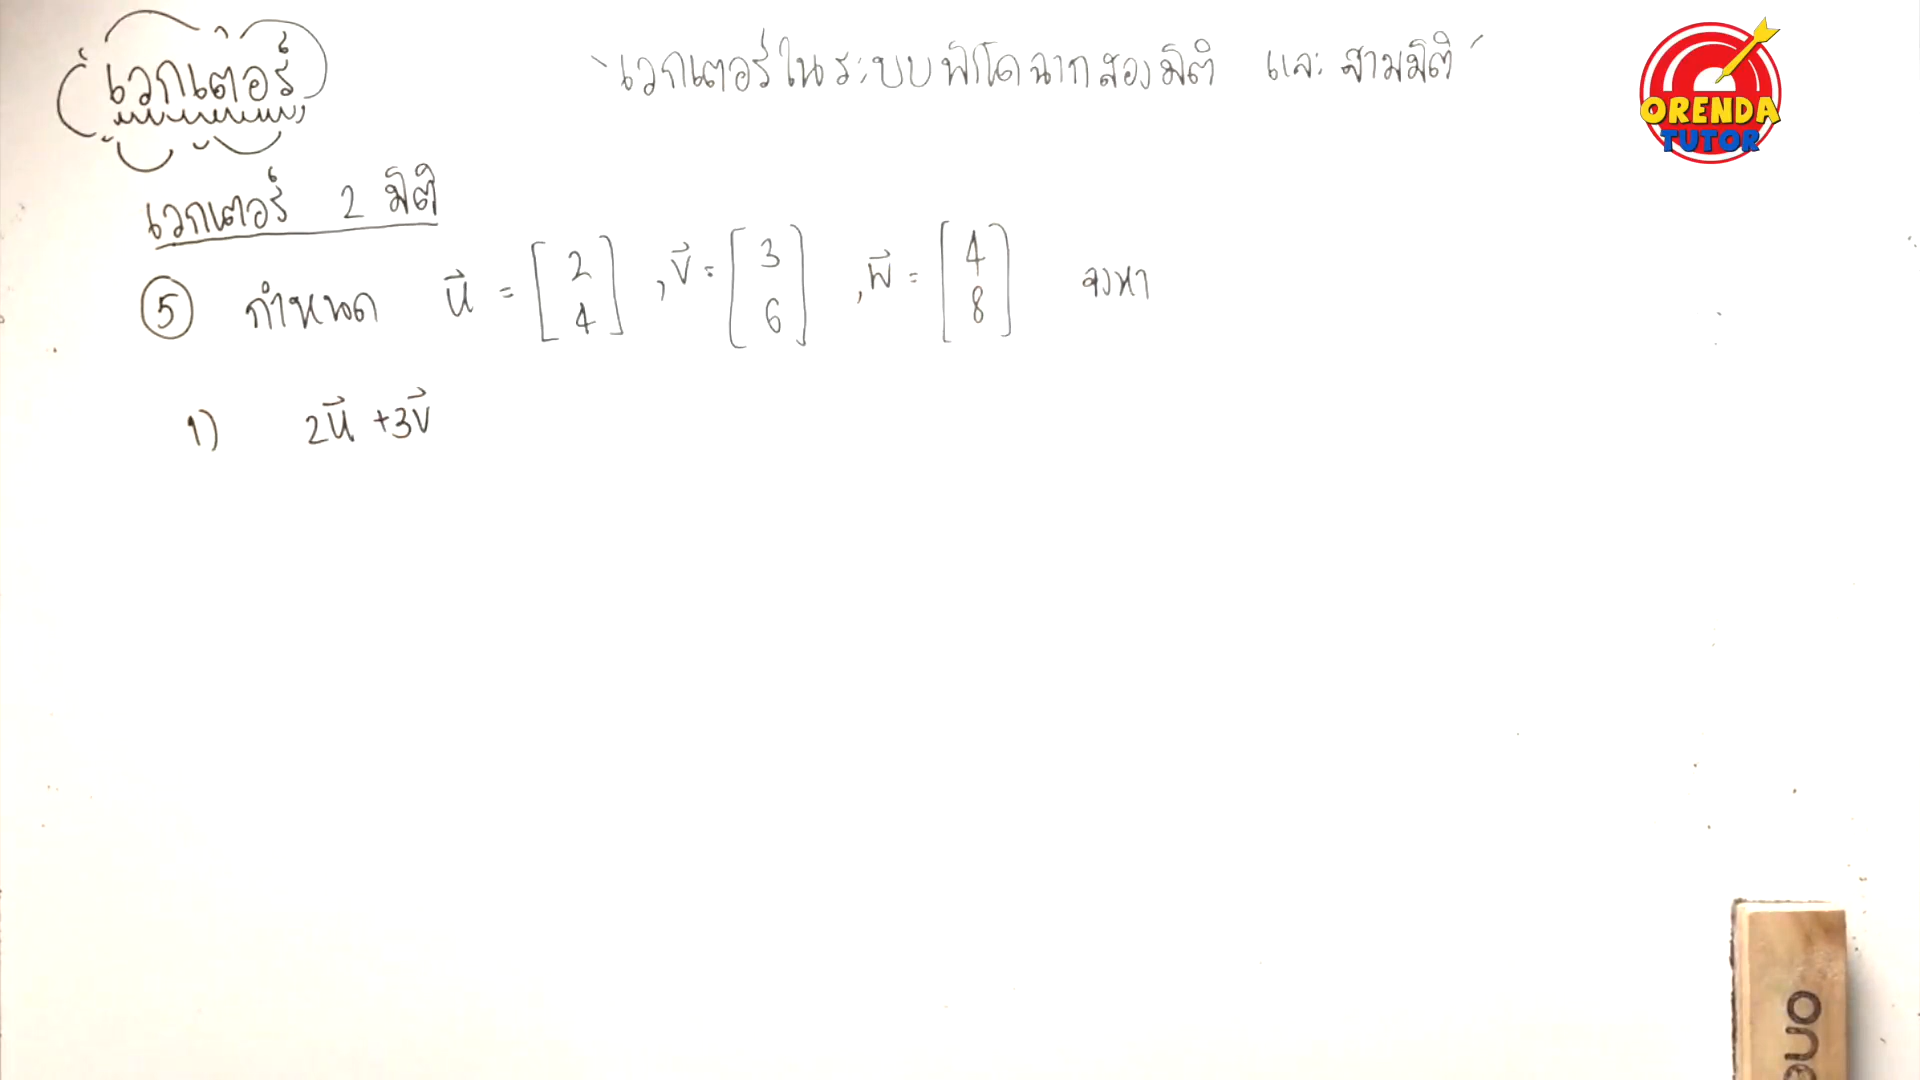 เวกเตอร์
"เวกเตอร์ในระบบพิกัดฉากสองมิติ และ สามมิติ"
ORENDA
TUTOR
เวกเตอร์ 2 มิติ
⑤ กำหนด u⃗ = [2 4] , v⃗ = [3 6] , w⃗ = [4 8] จงหา
1) 2u⃗ + 3v⃗
one